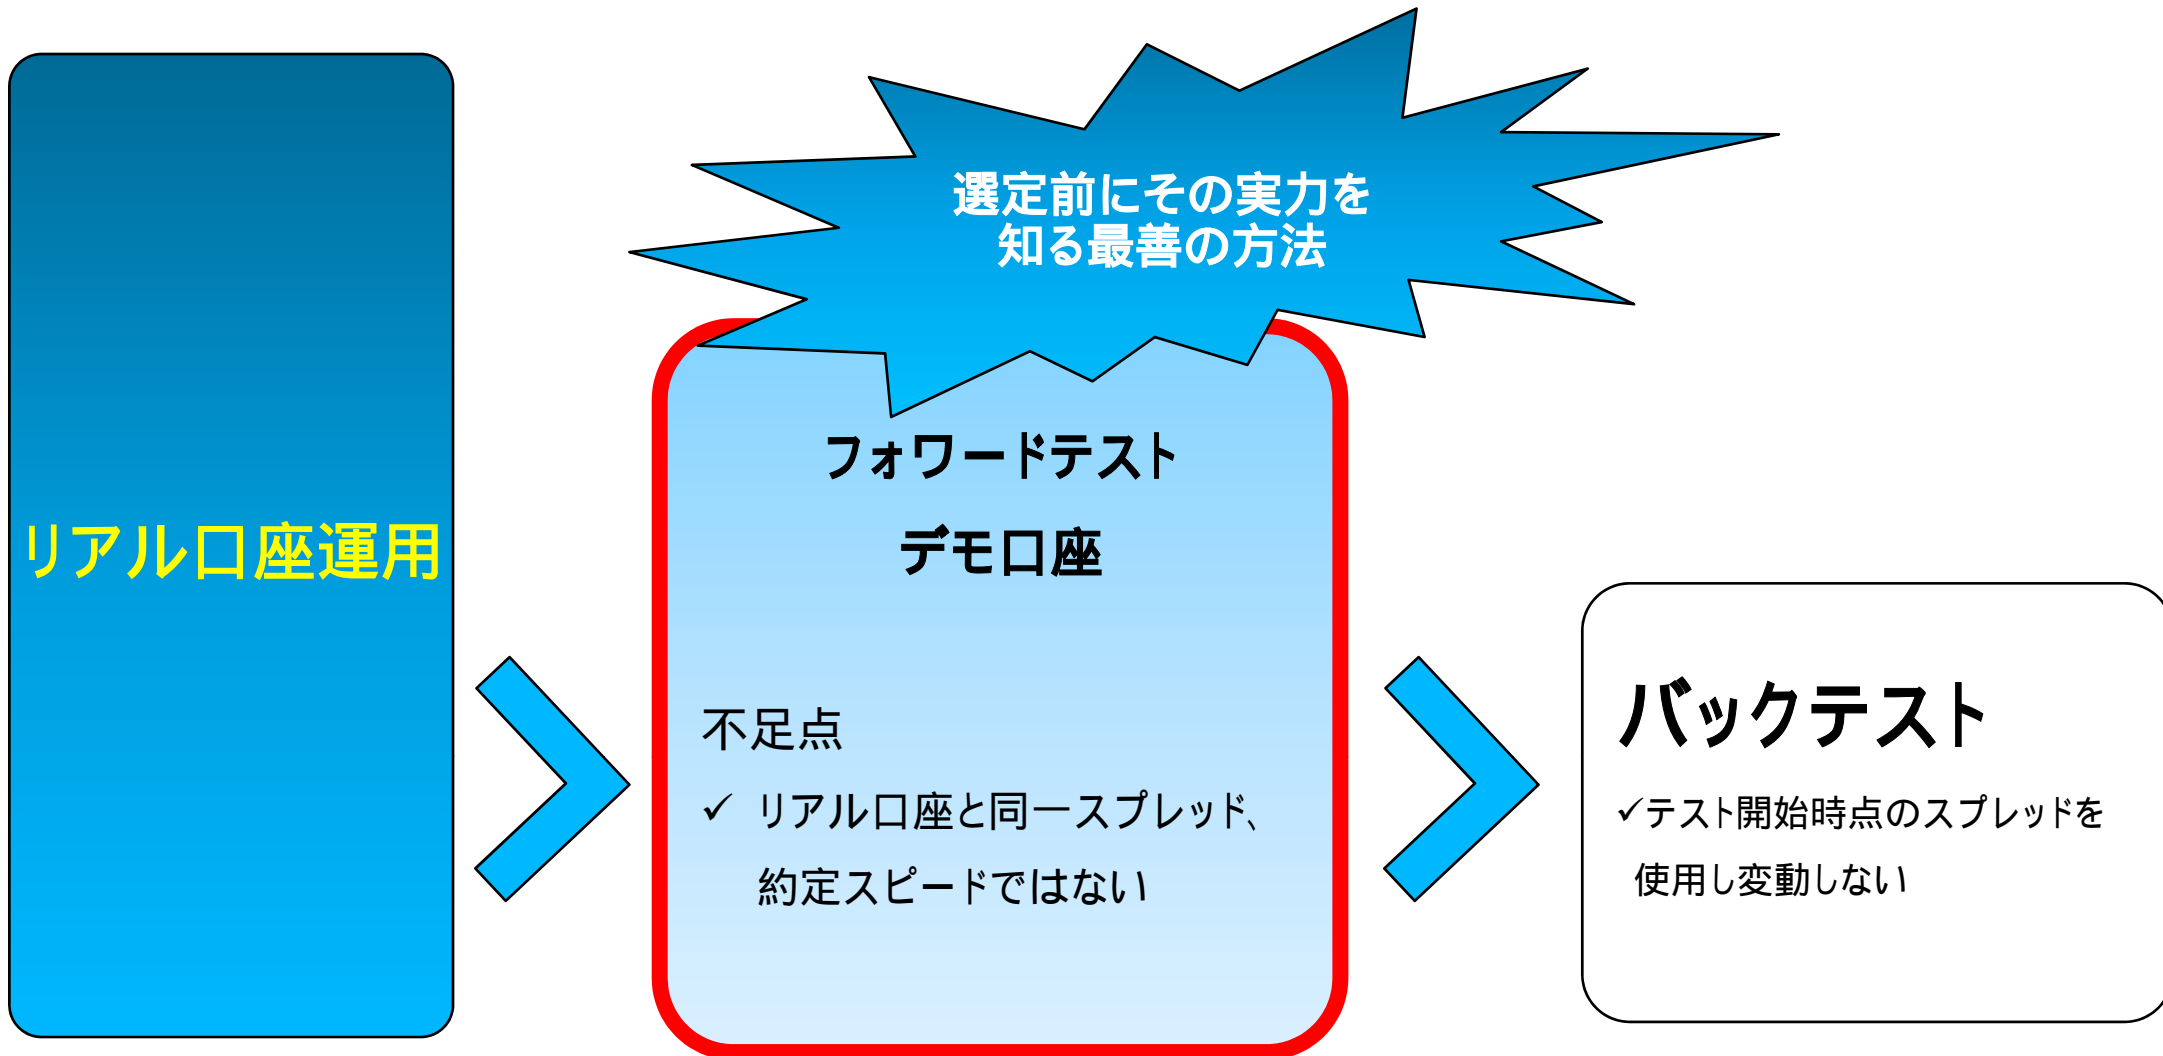 リアル口座運用
選定前にその実力を
知る最善の方法
フォワードテスト
デモ口座
不足点
✓ リアル口座と同一スプレッド、
約定スピードではない
バックテスト
✓テスト開始時点のスプレッドを
使用し変動しない